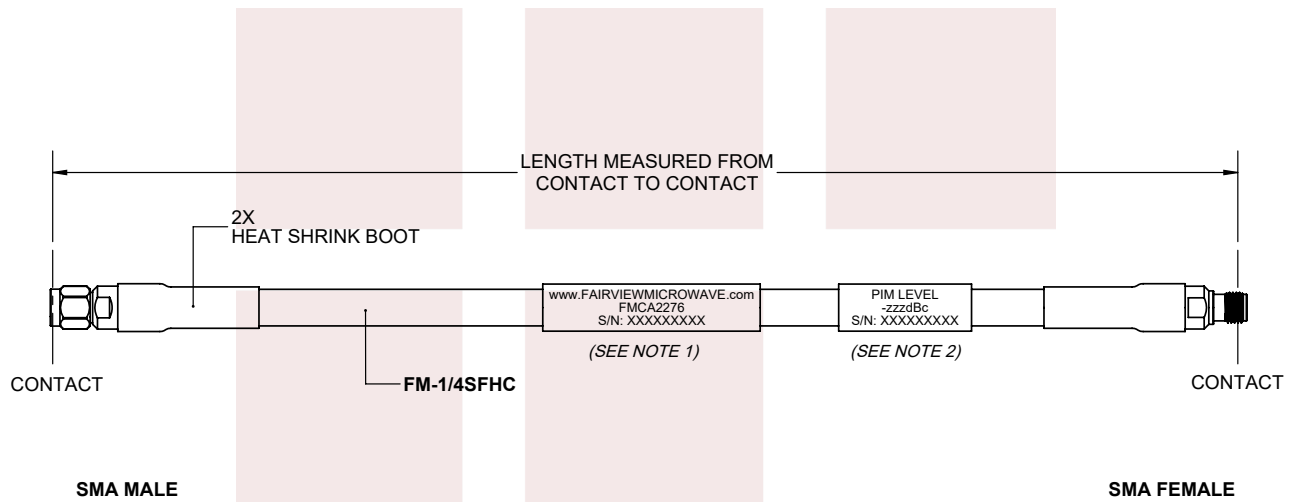 LENGTH MEASURED FROM
CONTACT TO CONTACT
2X
HEAT SHRINK BOOT
www.FAIRVIEWMICROWAVE.com
FMCA2276
S/N: XXXXXXXXX
(SEE NOTE 1)
PIM LEVEL
-zzzdBc
S/N: XXXXXXXXX
(SEE NOTE 2)
CONTACT
FM-1/4SFHC
CONTACT
SMA MALE
SMA FEMALE